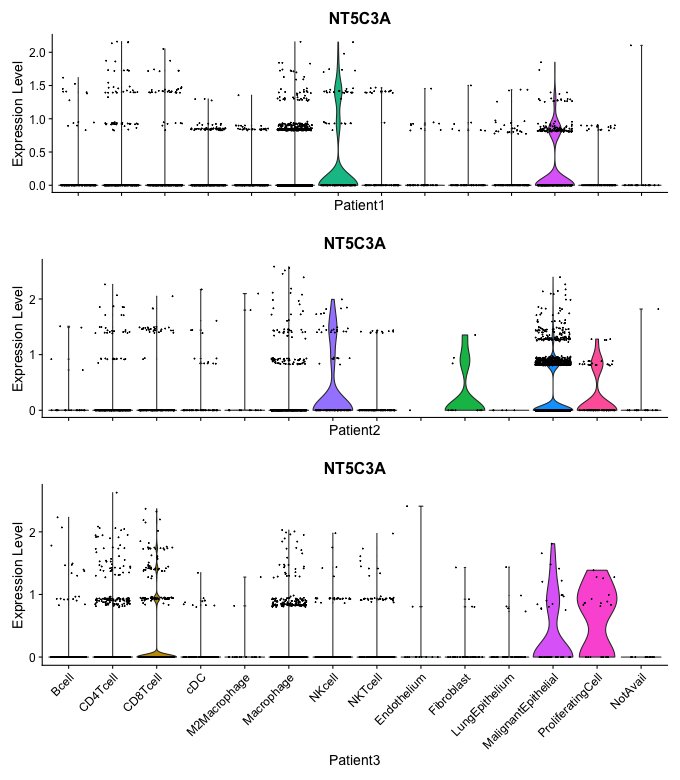 NT5C3A
Expression Level
2.0
1.5
1.0
0.5
0.0
Patient1
NT5C3A
Expression Level
2
1
0
Patient2
NT5C3A
Expression Level
2
1
0
Bcell
CD4Tcell
CD8Tcell
cDC
M2Macrophage
Macrophage
NKcell
NKTcell
Endothelium
Fibroblast
LungEpithelium
MalignantEpithelial
ProliferatingCell
NotAvail
Patient3